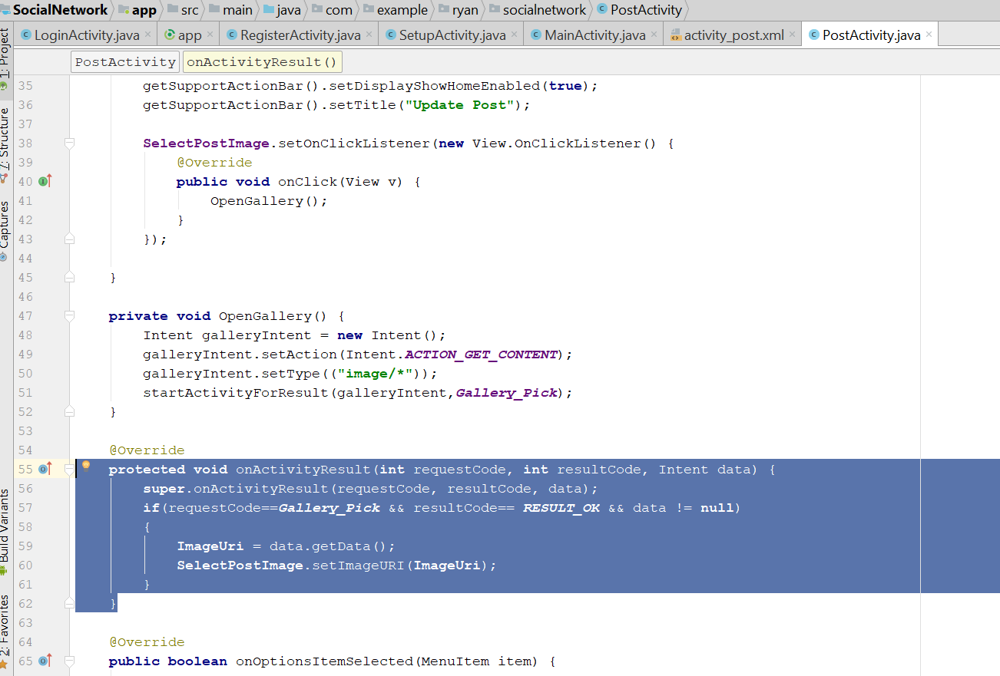 SocialNetwork app src main java com example ryan socialnetwork PostActivity
LoginActivity.java app RegisterActivity.java SetupActivity.java MainActivity.java activity_post.xml PostActivity.java
PostActivity onActivityResult()
1: Project
7: Structure
Captures
Build Variants
2: Favorites
35 getSupportActionBar().setDisplayShowHomeEnabled(true);
36 getSupportActionBar().setTitle("Update Post");
37
38 SelectPostImage.setOnClickListener(new View.OnClickListener() {
39 @Override
40 public void onClick(View v) {
41 OpenGallery();
42 }
43 });
44
45 }
46
47 private void OpenGallery() {
48 Intent galleryIntent = new Intent();
49 galleryIntent.setAction(Intent.ACTION_GET_CONTENT);
50 galleryIntent.setType(("image/*"));
51 startActivityForResult(galleryIntent,Gallery_Pick);
52 }
53
54 @Override
55 protected void onActivityResult(int requestCode, int resultCode, Intent data) {
56 super.onActivityResult(requestCode, resultCode, data);
57 if(requestCode==Gallery_Pick && resultCode== RESULT_OK && data != null)
58 {
59 ImageUri = data.getData();
60 SelectPostImage.setImageURI(ImageUri);
61 }
62 }
63
64 @Override
65 public boolean onOptionsItemSelected(MenuItem item) {